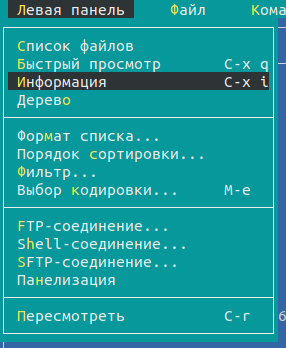 Левая панель Файл Кома
Список файлов
Быстрый просмотр C-x q
Информация C-x i
Дерево
Формат списка...
Порядок сортировки...
Фильтр...
Выбор кодировки... M-e
FTP-соединение...
Shell-соединение...
SFTP-соединение...
Панелизация
Пересмотреть C-r